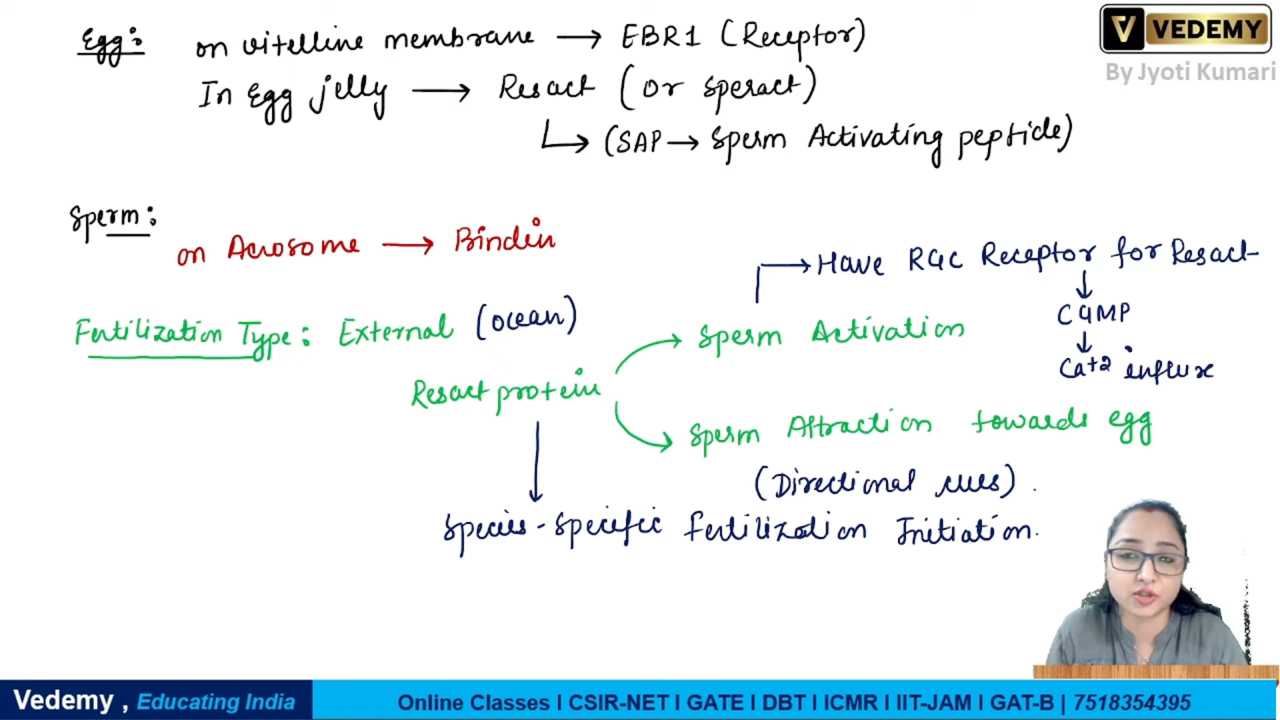 VEDEMY
By Jyoti Kumari
Egg: on vitelline membrane → EBR1 (Receptor)
In Egg jelly → Resact (or speract)
↳ (SAP → Sperm Activating peptide)
Sperm:
on Acrosome → Bindin
Have RGC Receptor for Resact
↓
CGMP
↓
Ca+2 influx
Fertilization Type: External (ocean)
Sperm Activation
Resact protein
Sperm Attraction towards egg
(Directional cues).
Species-Specific Fertilization Initiation.
Vedemy , Educating India
Online Classes I CSIR-NET I GATE I DBT I ICMR I IIT-JAM I GAT-B | 7518354395